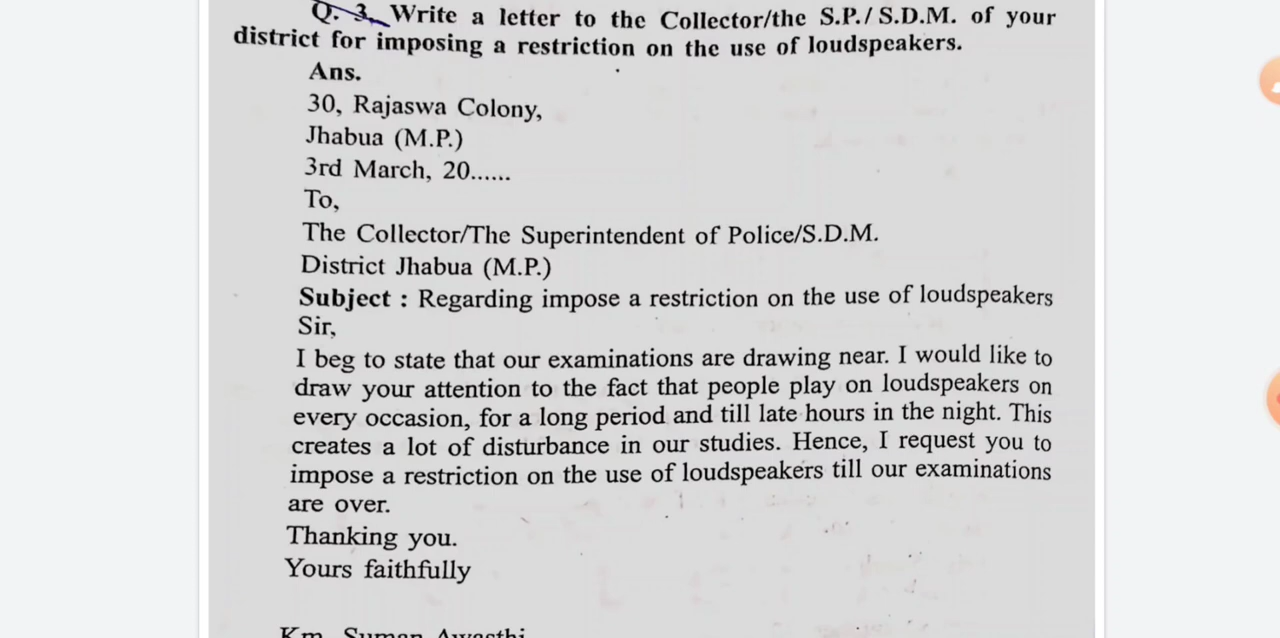 Q. 3. Write a letter to the Collector/the S.P./ S.D.M. of your
district for imposing a restriction on the use of loudspeakers.
Ans.
30, Rajaswa Colony,
Jhabua (M.P.)
3rd March, 20......
To,
The Collector/The Superintendent of Police/S.D.M.
District Jhabua (M.P.)
Subject : Regarding impose a restriction on the use of loudspeakers
Sir,
I beg to state that our examinations are drawing near. I would like to
draw your attention to the fact that people play on loudspeakers on
every occasion, for a long period and till late hours in the night. This
creates a lot of disturbance in our studies. Hence, I request you to
impose a restriction on the use of loudspeakers till our examinations
are over.
Thanking you.
Yours faithfully
Km. Suman Awasthi